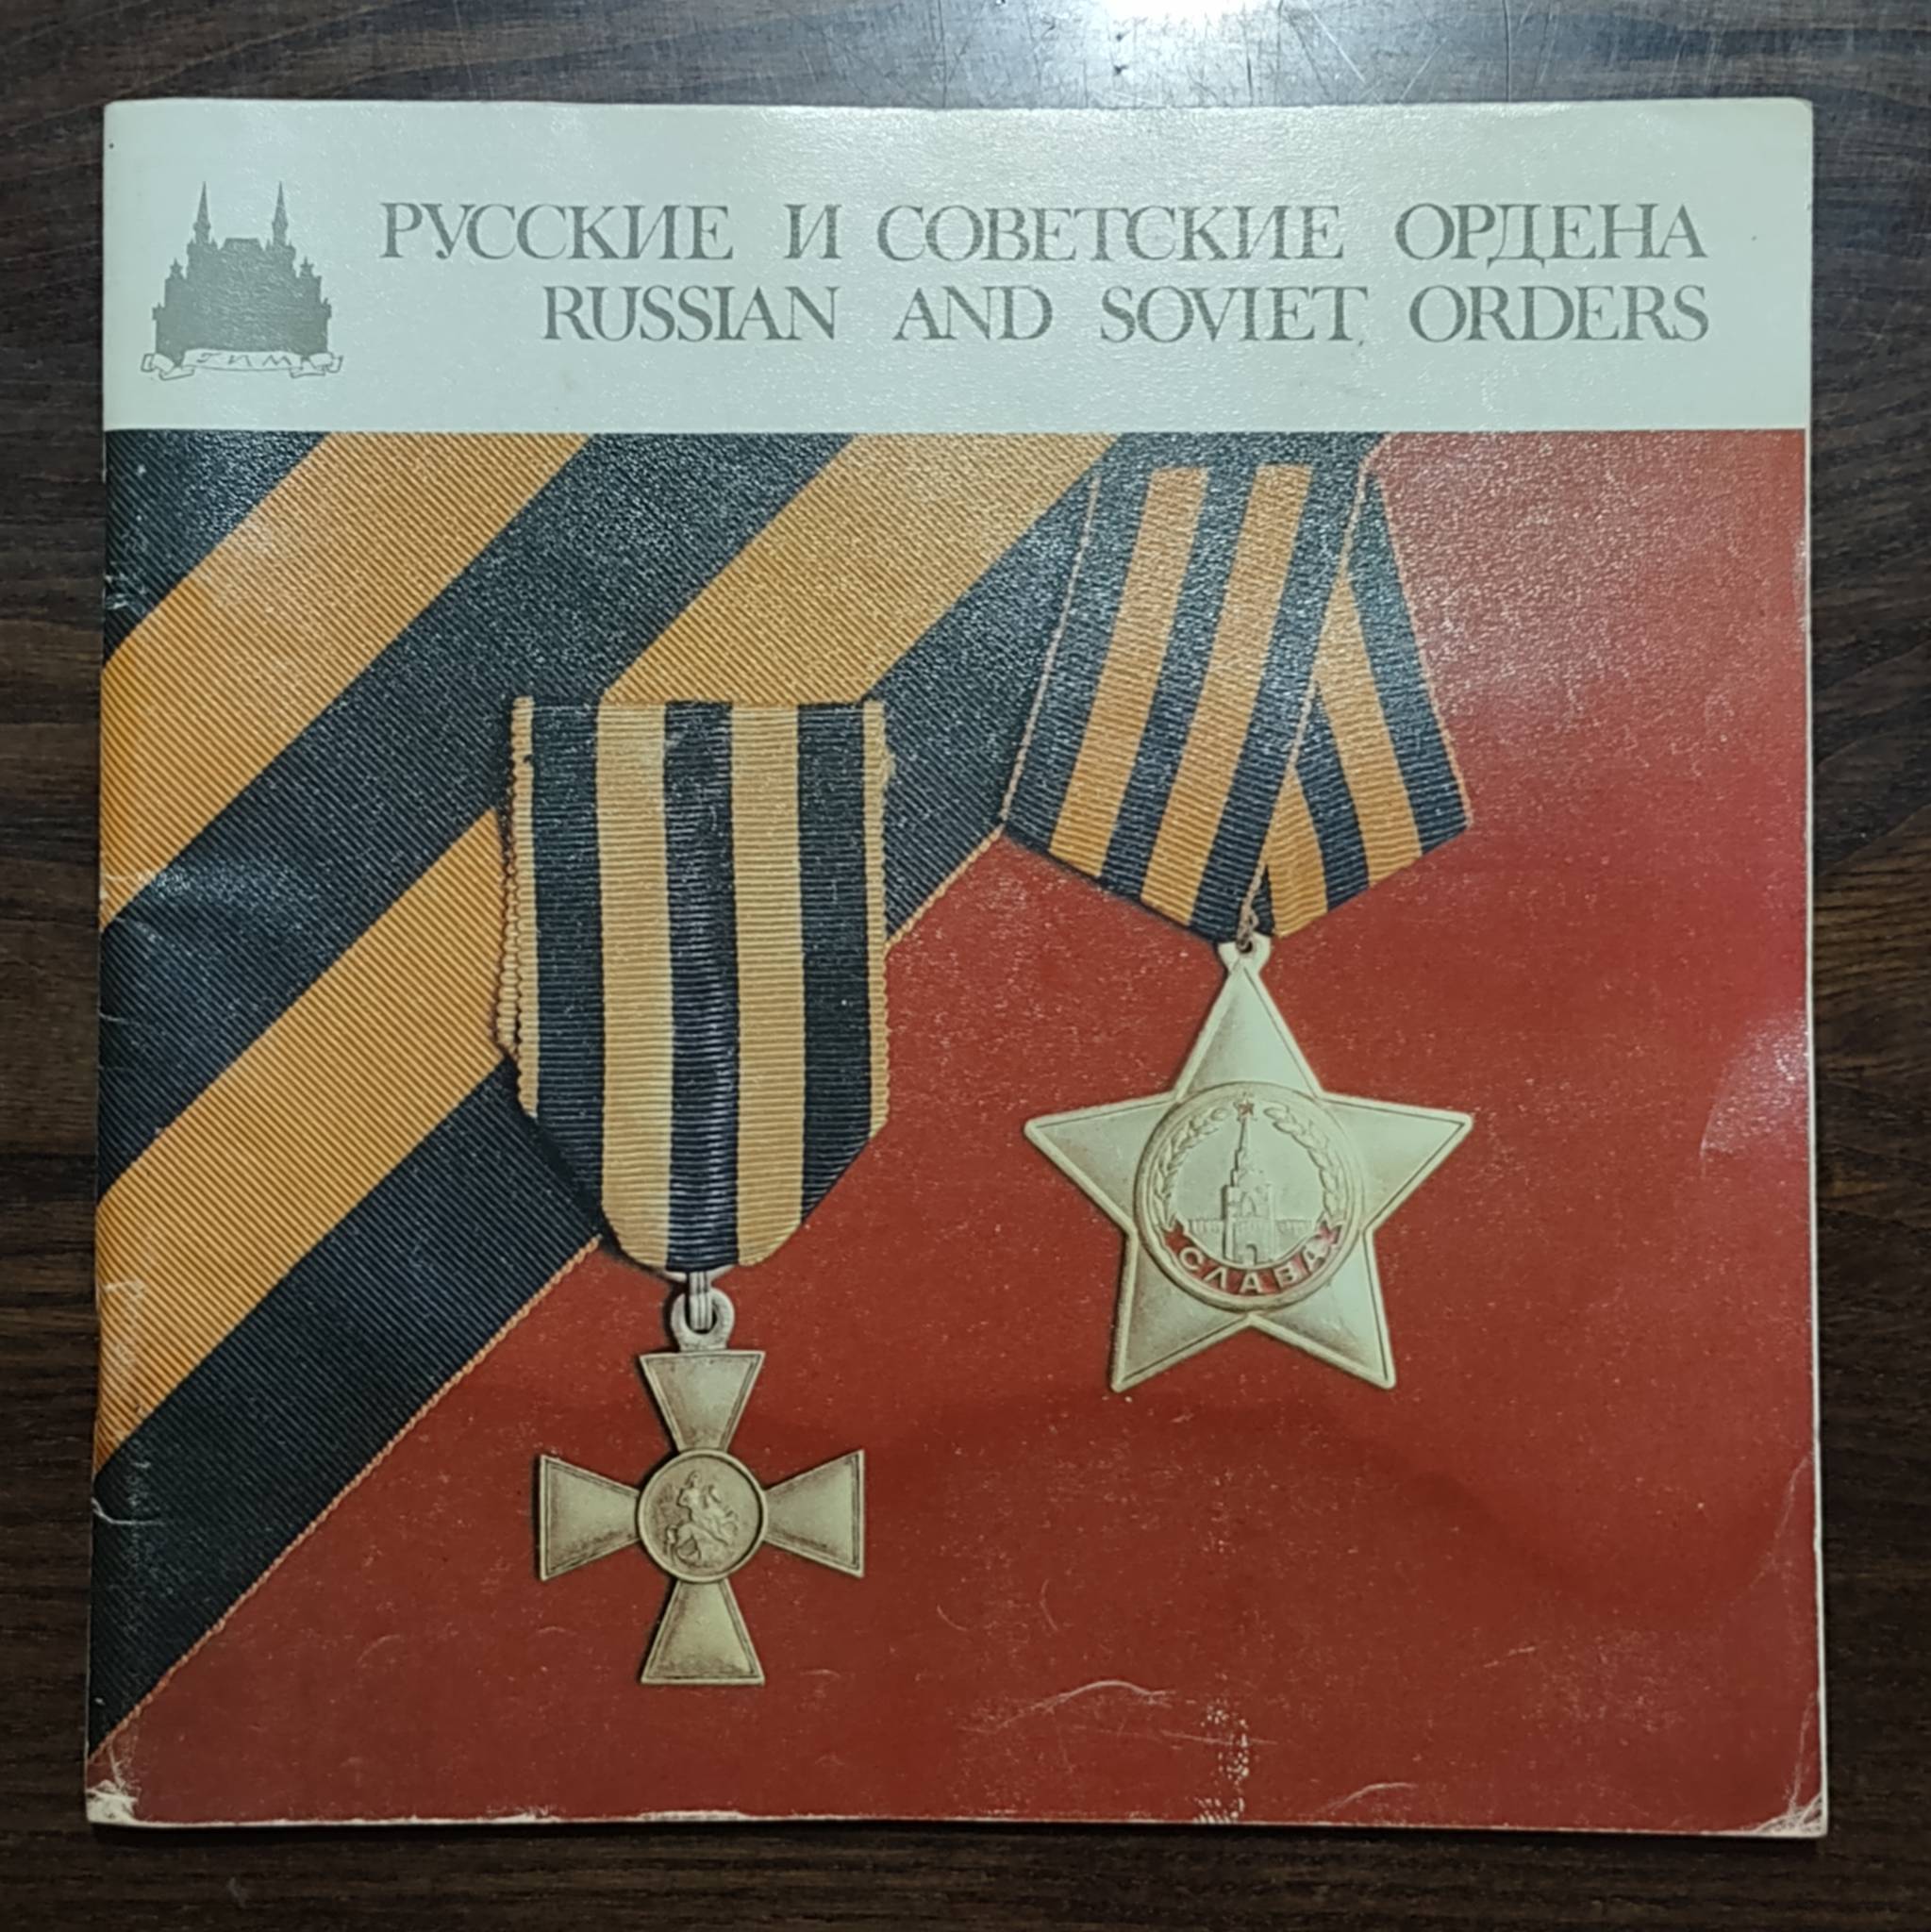 РУССКИЕ И СОВЕТСКИЕ ОРДЕНА
RUSSIAN AND SOVIET ORDERS
ГИМ
СЛАВА